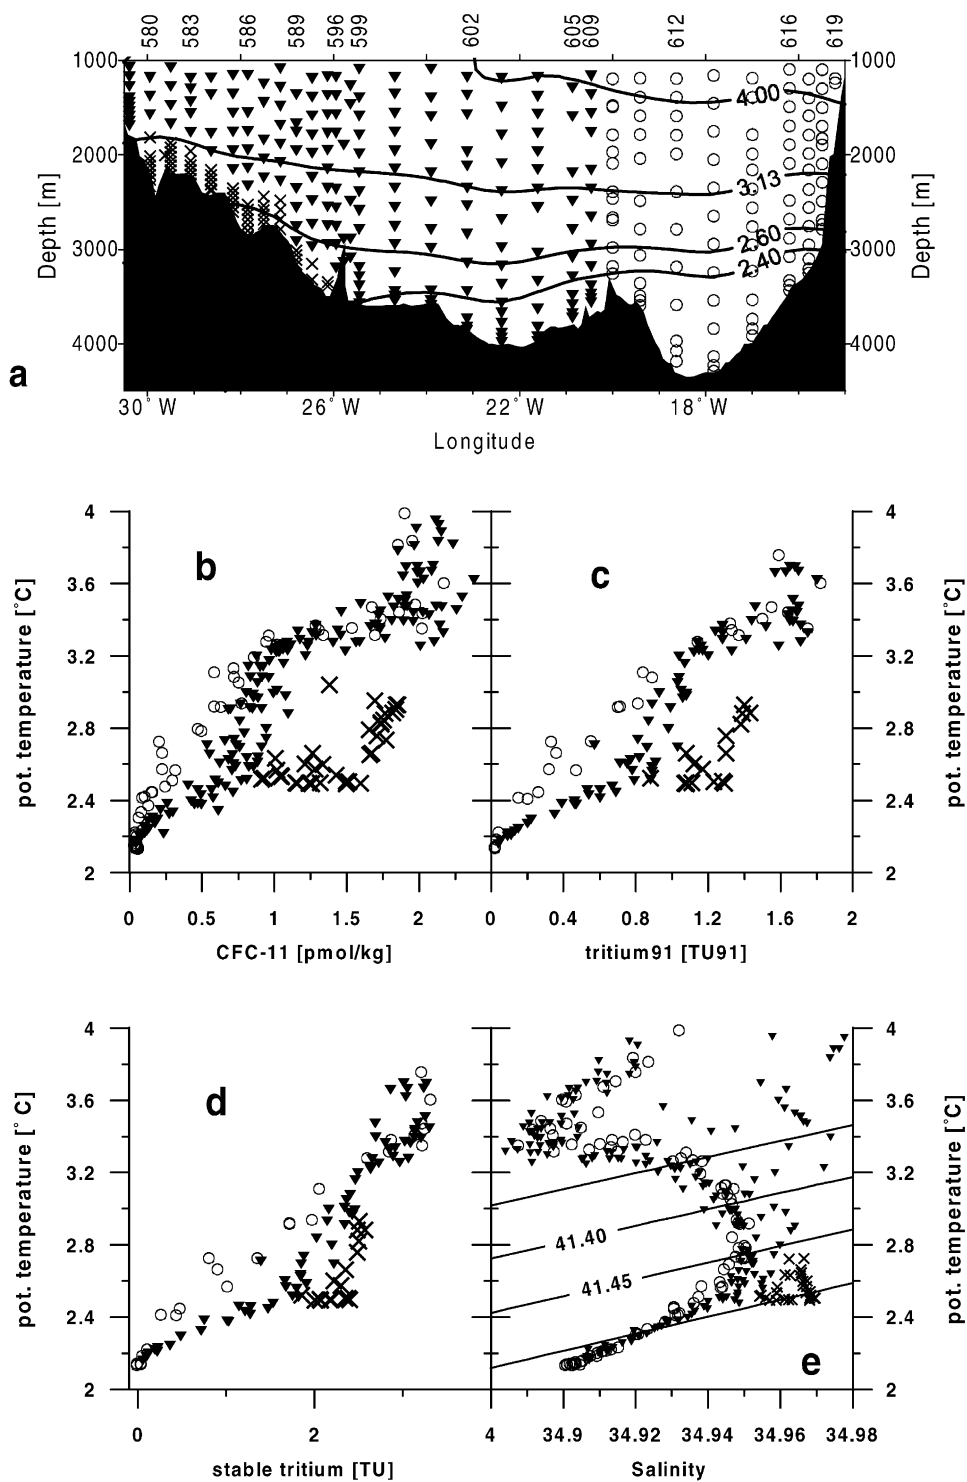 580 583 586 589 596 599 602 605 609 612 616 619
1000 1000
4.00
2000 2000
3.13
Depth [m] Depth [m]
2.60
3000 3000
2.40
4000 4000
a
30°W 26°W 22°W 18°W
Longitude
4 4
b c
3.6 3.6
3.2 3.2
pot. temperature [°C] pot. temperature [°C]
2.8 2.8
2.4 2.4
2 2
0 0.5 1 1.5 2 0 0.4 0.8 1.2 1.6 2
CFC-11 [pmol/kg] tritium91 [TU91]
4 4
d
3.6 3.6
3.2 3.2
pot. temperature [°C] pot. temperature [°C]
41.40
2.8 2.8
41.45
2.4 2.4
e
2 2
0 2 4 34.9 34.92 34.94 34.96 34.98
stable tritium [TU] Salinity